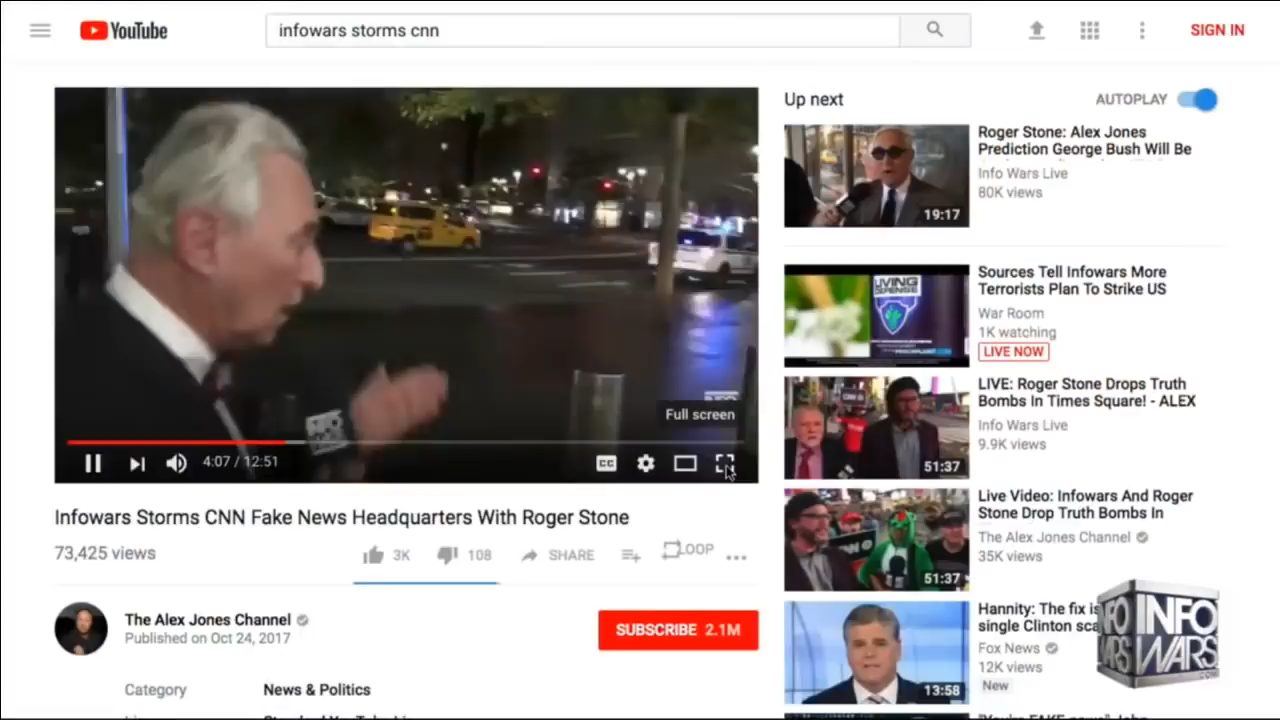 YouTube
infowars storms cnn
SIGN IN
Up next
AUTOPLAY
Roger Stone: Alex Jones
Prediction George Bush Will Be
Info Wars Live
80K views
19:17
LIVING
DEFENSE
Sources Tell Infowars More
Terrorists Plan To Strike US
War Room
1K watching
LIVE NOW
LIVE: Roger Stone Drops Truth
Bombs In Times Square! - ALEX
Info Wars Live
9.9K views
51:37
Full screen
4:07 / 12:51
CC
Infowars Storms CNN Fake News Headquarters With Roger Stone
73,425 views
3K
108
SHARE
LOOP
Live Video: Infowars And Roger
Stone Drop Truth Bombs In
The Alex Jones Channel
35K views
51:37
The Alex Jones Channel
Published on Oct 24, 2017
SUBSCRIBE 2.1M
Category
News & Politics
Hannity: The fix is
single Clinton sca
Fox News
12K views
New
13:58
INFO
WARS
.COM